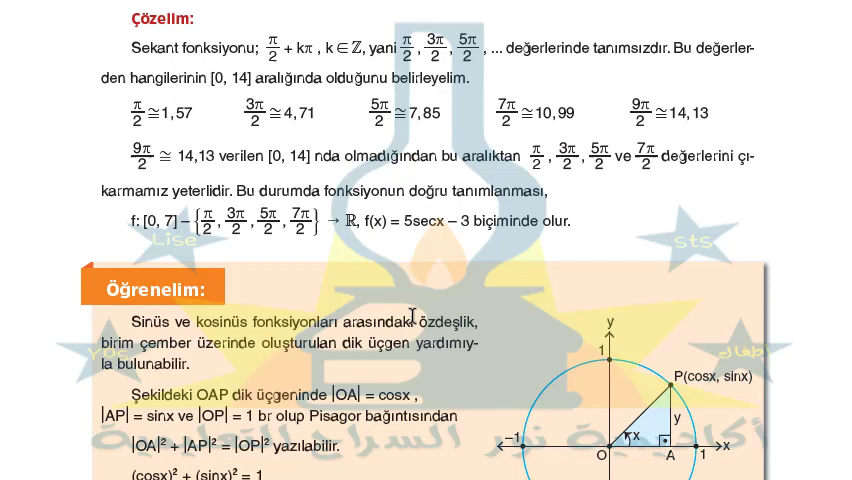 Çözelim:
Sekant fonksiyonu; π/2 + kπ , k ∈ ℤ, yani π/2 , 3π/2 , 5π/2 , ... değerlerinde tanımsızdır. Bu değerler-
den hangilerinin [0, 14] aralığında olduğunu belirleyelim.
π/2 ≅ 1,57 3π/2 ≅ 4,71 5π/2 ≅ 7,85 7π/2 ≅ 10,99 9π/2 ≅ 14,13
9π/2 ≅ 14,13 verilen [0, 14] nda olmadığından bu aralıktan π/2 , 3π/2 , 5π/2 ve 7π/2 değerlerini çı-
karmamız yeterlidir. Bu durumda fonksiyonun doğru tanımlanması,
f: [0, 7] – {π/2 , 3π/2 , 5π/2 , 7π/2} → ℝ, f(x) = 5secx – 3 biçiminde olur.
Lise
sts
Öğrenelim:
Sinüs ve kosinüs fonksiyonları arasındaki özdeşlik,
birim çember üzerinde oluşturulan dik üçgen yardımıy-
la bulunabilir.
YÖS
أطفال
Şekildeki OAP dik üçgeninde |OA| = cosx ,
|AP| = sinx ve |OP| = 1 br olup Pisagor bağıntısından
|OA|² + |AP|² = |OP|² yazılabilir.
(cosx)² + (sinx)² = 1
أكاديمية نور السراج التعليمية
y
1
P(cosx, sinx)
y
–1
x
O
A
1
x